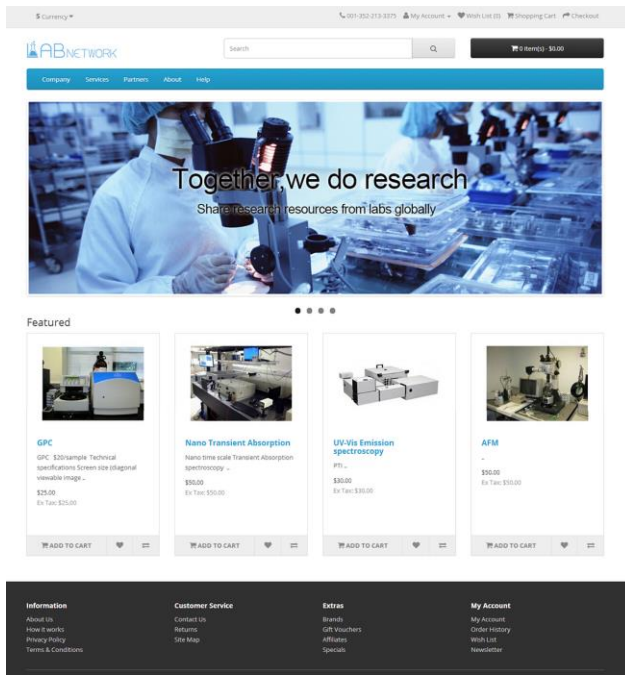 $ Currency
001-352-213-3375 My Account Wish List (0) Shopping Cart Checkout
LABNETWORK
Search
0 item(s) - $0.00
Company Services Partners About Help
Together,we do research
Share research resources from labs globally
Featured
GPC
GPC $20/sample Technical
specifications Screen size (diagonal
viewable image ..
$25.00
Ex Tax: $25.00
ADD TO CART
Nano Transient Absorption
Nano time scale Transient Absorption
spectroscopy ..
$50.00
Ex Tax: $50.00
ADD TO CART
UV-Vis Emission
spectroscopy
PTI ..
$30.00
Ex Tax: $30.00
ADD TO CART
AFM
..
$50.00
Ex Tax: $50.00
ADD TO CART
Information
About Us
How it works
Privacy Policy
Terms & Conditions
Customer Service
Contact Us
Returns
Site Map
Extras
Brands
Gift Vouchers
Affiliates
Specials
My Account
My Account
Order History
Wish List
Newsletter